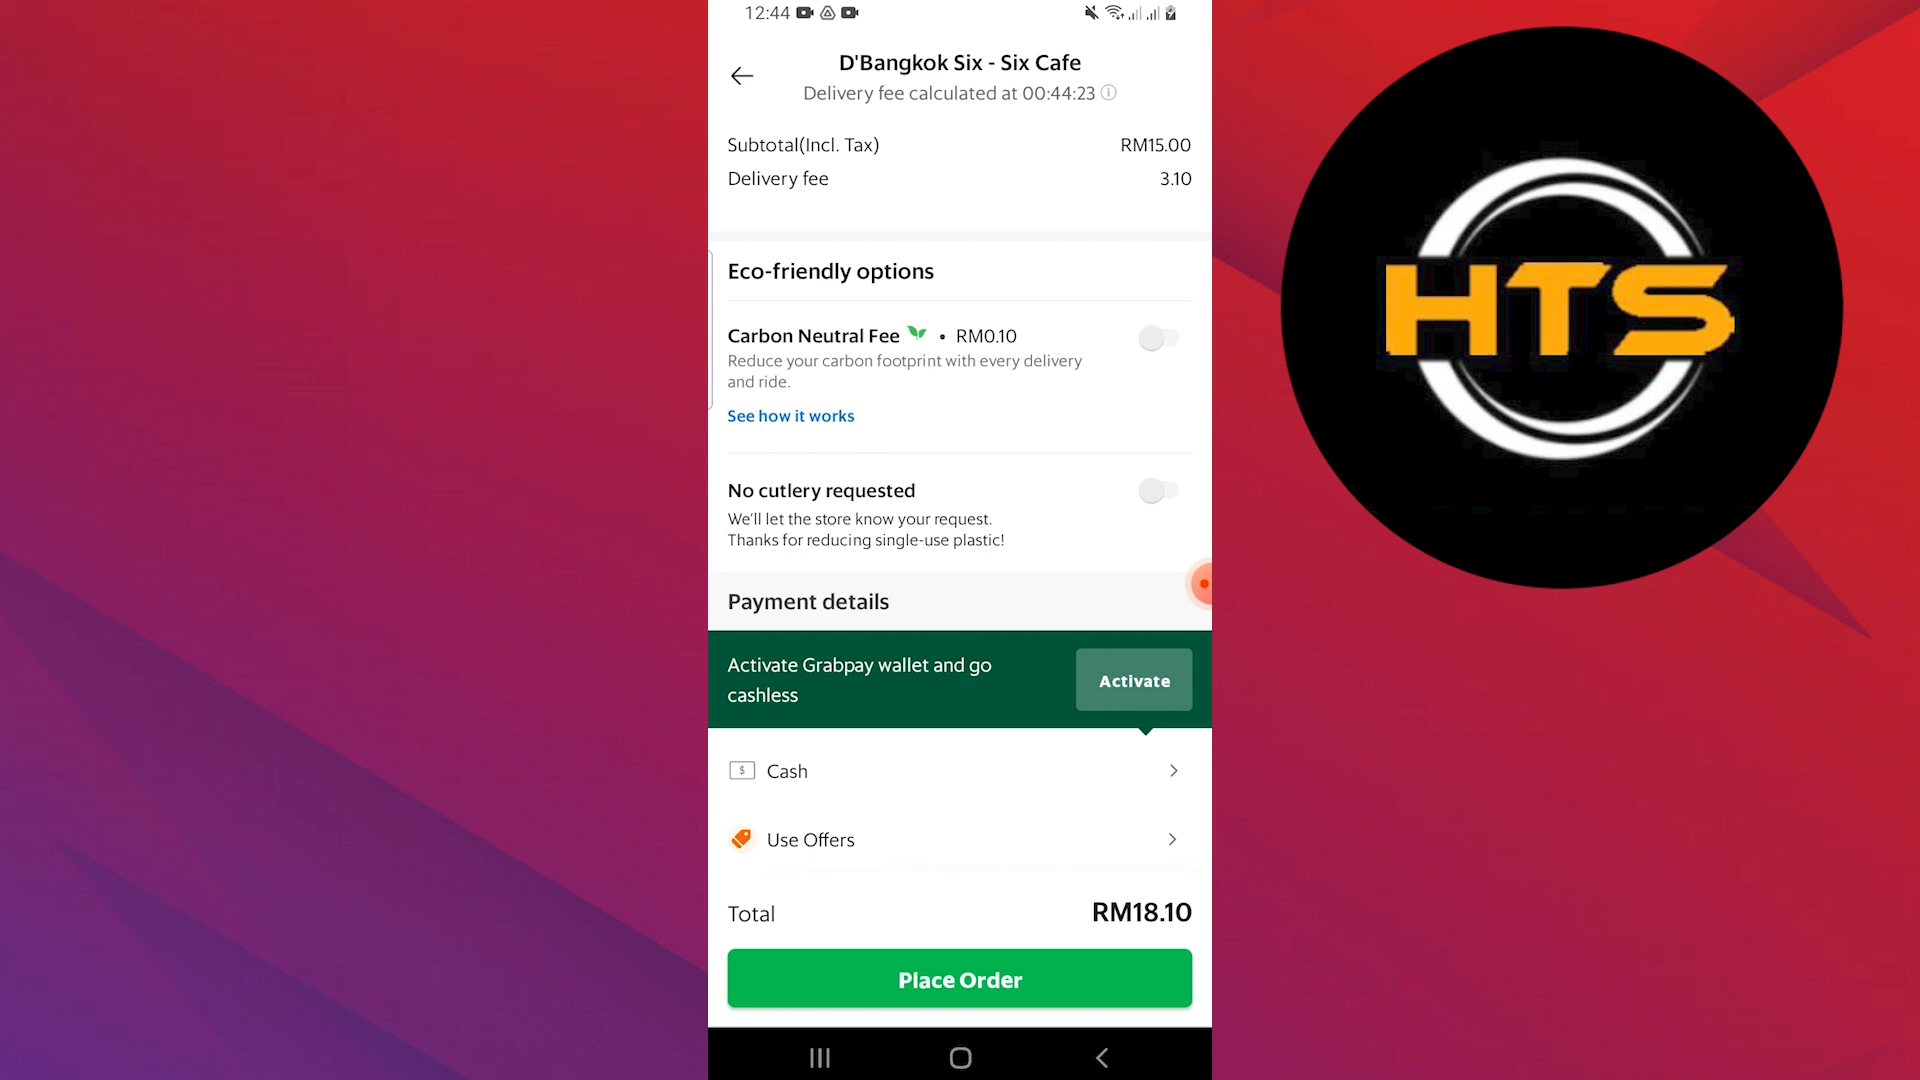 12:44
D'Bangkok Six - Six Cafe
Delivery fee calculated at 00:44:23
Subtotal(Incl. Tax) RM15.00
Delivery fee 3.10
Eco-friendly options
Carbon Neutral Fee • RM0.10
Reduce your carbon footprint with every delivery
and ride.
See how it works
No cutlery requested
We'll let the store know your request.
Thanks for reducing single-use plastic!
Payment details
Activate Grabpay wallet and go
cashless
Activate
$ Cash
Use Offers
Total RM18.10
Place Order
HTS